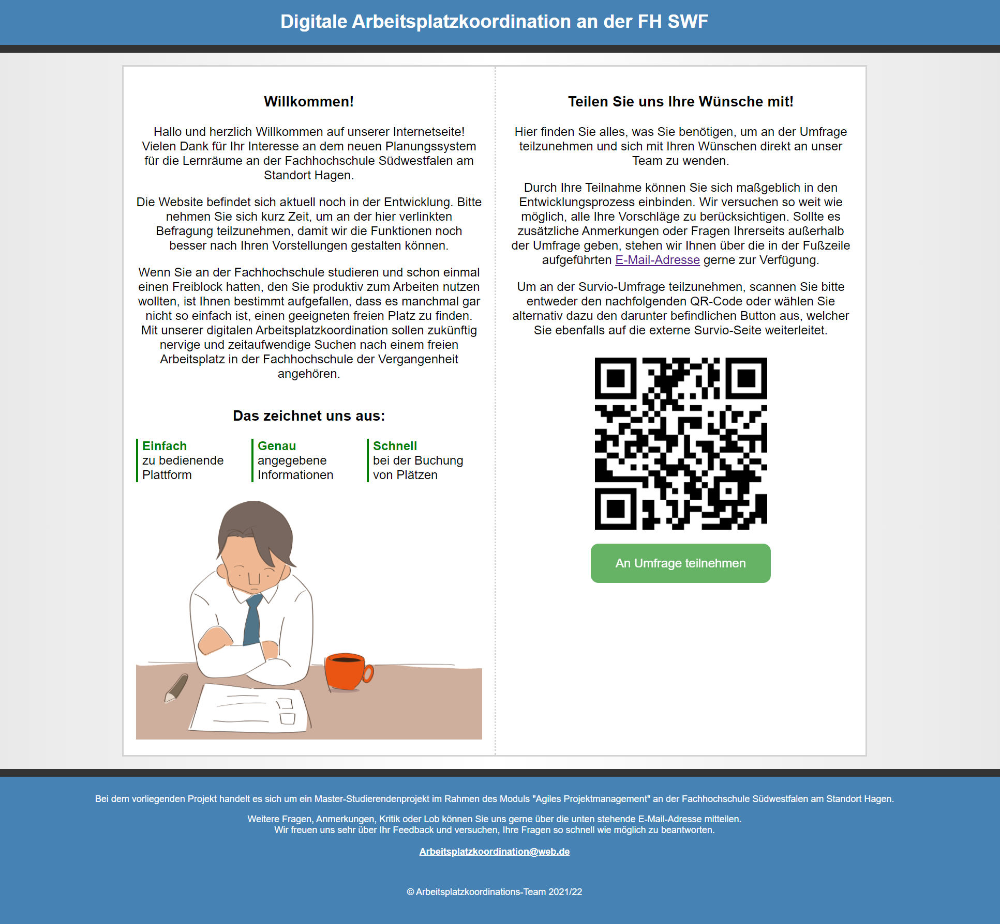 Digitale Arbeitsplatzkoordination an der FH SWF
Willkommen!
Hallo und herzlich Willkommen auf unserer Internetseite!
Vielen Dank für Ihr Interesse an dem neuen Planungssystem
für die Lernräume an der Fachhochschule Südwestfalen am
Standort Hagen.
Die Website befindet sich aktuell noch in der Entwicklung. Bitte
nehmen Sie sich kurz Zeit, um an der hier verlinkten
Befragung teilzunehmen, damit wir die Funktionen noch
besser nach Ihren Vorstellungen gestalten können.
Wenn Sie an der Fachhochschule studieren und schon einmal
einen Freiblock hatten, den Sie produktiv zum Arbeiten nutzen
wollten, ist Ihnen bestimmt aufgefallen, dass es manchmal gar
nicht so einfach ist, einen geeigneten freien Platz zu finden.
Mit unserer digitalen Arbeitsplatzkoordination sollen zukünftig
nervige und zeitaufwendige Suchen nach einem freien
Arbeitsplatz in der Fachhochschule der Vergangenheit
angehören.
Das zeichnet uns aus:
Einfach
zu bedienende
Plattform
Genau
angegebene
Informationen
Schnell
bei der Buchung
von Plätzen
Teilen Sie uns Ihre Wünsche mit!
Hier finden Sie alles, was Sie benötigen, um an der Umfrage
teilzunehmen und sich mit Ihren Wünschen direkt an unser
Team zu wenden.
Durch Ihre Teilnahme können Sie sich maßgeblich in den
Entwicklungsprozess einbinden. Wir versuchen so weit wie
möglich, alle Ihre Vorschläge zu berücksichtigen. Sollte es
zusätzliche Anmerkungen oder Fragen Ihrerseits außerhalb
der Umfrage geben, stehen wir Ihnen über die in der Fußzeile
aufgeführten E-Mail-Adresse gerne zur Verfügung.
Um an der Survio-Umfrage teilzunehmen, scannen Sie bitte
entweder den nachfolgenden QR-Code oder wählen Sie
alternativ dazu den darunter befindlichen Button aus, welcher
Sie ebenfalls auf die externe Survio-Seite weiterleitet.
An Umfrage teilnehmen
Bei dem vorliegenden Projekt handelt es sich um ein Master-Studierendenprojekt im Rahmen des Moduls "Agiles Projektmanagement" an der Fachhochschule Südwestfalen am Standort Hagen.
Weitere Fragen, Anmerkungen, Kritik oder Lob können Sie uns gerne über die unten stehende E-Mail-Adresse mitteilen.
Wir freuen uns sehr über Ihr Feedback und versuchen, Ihre Fragen so schnell wie möglich zu beantworten.
Arbeitsplatzkoordination@web.de
© Arbeitsplatzkoordinations-Team 2021/22